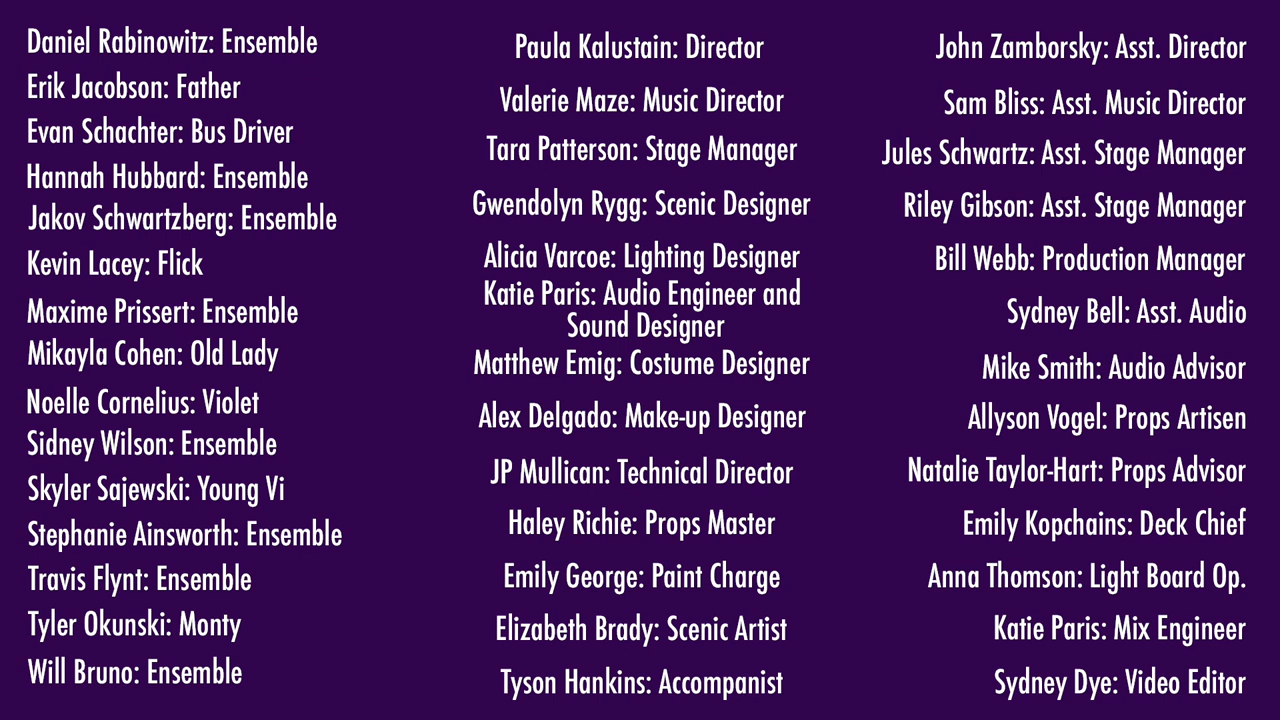 Daniel Rabinowitz: Ensemble
Erik Jacobson: Father
Evan Schachter: Bus Driver
Hannah Hubbard: Ensemble
Jakov Schwartzberg: Ensemble
Kevin Lacey: Flick
Maxime Prissert: Ensemble
Mikayla Cohen: Old Lady
Noelle Cornelius: Violet
Sidney Wilson: Ensemble
Skyler Sajewski: Young Vi
Stephanie Ainsworth: Ensemble
Travis Flynt: Ensemble
Tyler Okunski: Monty
Will Bruno: Ensemble
Paula Kalustain: Director
Valerie Maze: Music Director
Tara Patterson: Stage Manager
Gwendolyn Rygg: Scenic Designer
Alicia Varcoe: Lighting Designer
Katie Paris: Audio Engineer and
Sound Designer
Matthew Emig: Costume Designer
Alex Delgado: Make-up Designer
JP Mullican: Technical Director
Haley Richie: Props Master
Emily George: Paint Charge
Elizabeth Brady: Scenic Artist
Tyson Hankins: Accompanist
John Zamborsky: Asst. Director
Sam Bliss: Asst. Music Director
Jules Schwartz: Asst. Stage Manager
Riley Gibson: Asst. Stage Manager
Bill Webb: Production Manager
Sydney Bell: Asst. Audio
Mike Smith: Audio Advisor
Allyson Vogel: Props Artisen
Natalie Taylor-Hart: Props Advisor
Emily Kopchains: Deck Chief
Anna Thomson: Light Board Op.
Katie Paris: Mix Engineer
Sydney Dye: Video Editor